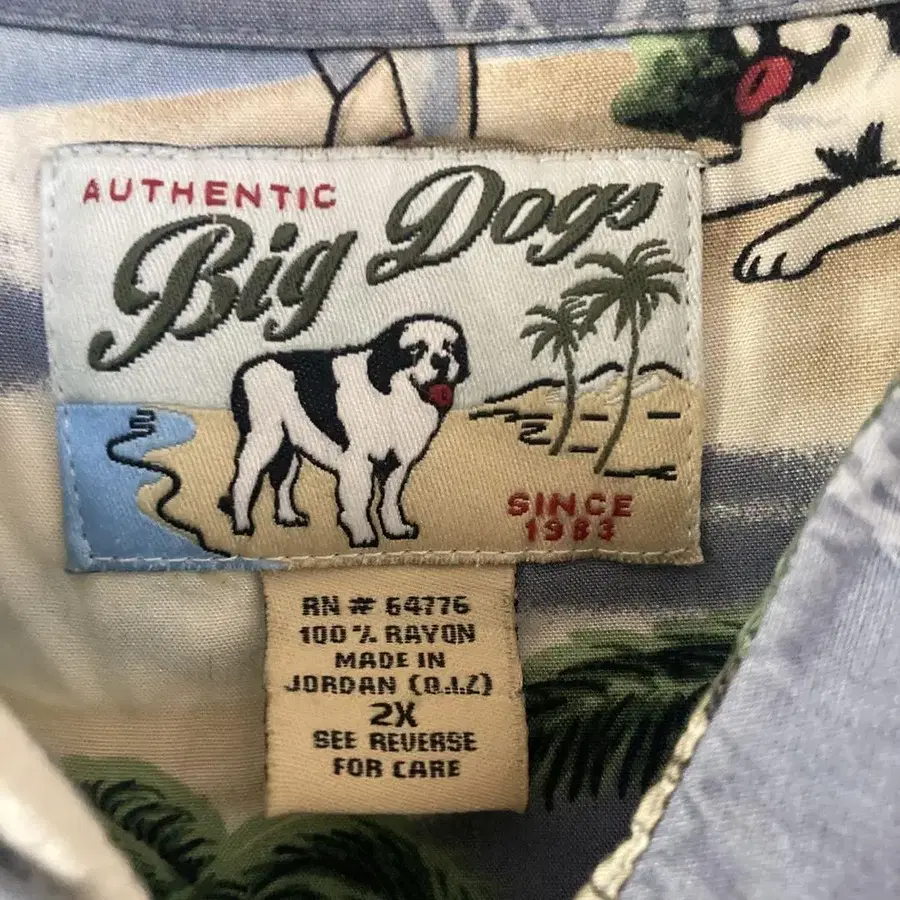 AUTHENTIC
Big Dogs
SINCE
1983
RN # 64776
100% RAYON
MADE IN
JORDAN (Q.I.Z)
2X
SEE REVERSE
FOR CARE